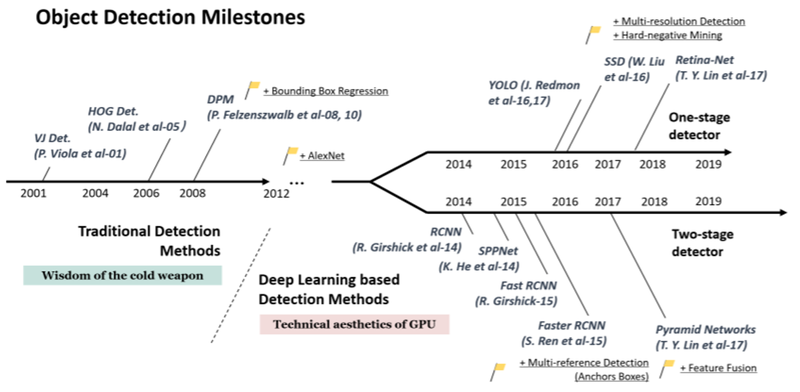 Object Detection Milestones
+ Multi-resolution Detection
+ Hard-negative Mining
SSD (W. Liu
et al-16)
Retina-Net
(T. Y. Lin et al-17)
YOLO (J. Redmon
et al-16,17)
+ Bounding Box Regression
DPM
(P. Felzenszwalb et al-08, 10)
HOG Det.
(N. Dalal et al-05)
VJ Det.
(P. Viola et al-01)
+ AlexNet
One-stage
detector
2014 2015 2016 2017 2018 2019
2001 2004 2006 2008 2012 ...
2014 2015 2016 2017 2018 2019
Traditional Detection
Methods
Wisdom of the cold weapon
Deep Learning based
Detection Methods
Technical aesthetics of GPU
RCNN
(R. Girshick et al-14)
SPPNet
(K. He et al-14)
Fast RCNN
(R. Girshick-15)
Faster RCNN
(S. Ren et al-15)
Two-stage
detector
Pyramid Networks
(T. Y. Lin et al-17)
+ Multi-reference Detection
(Anchors Boxes)
+ Feature Fusion